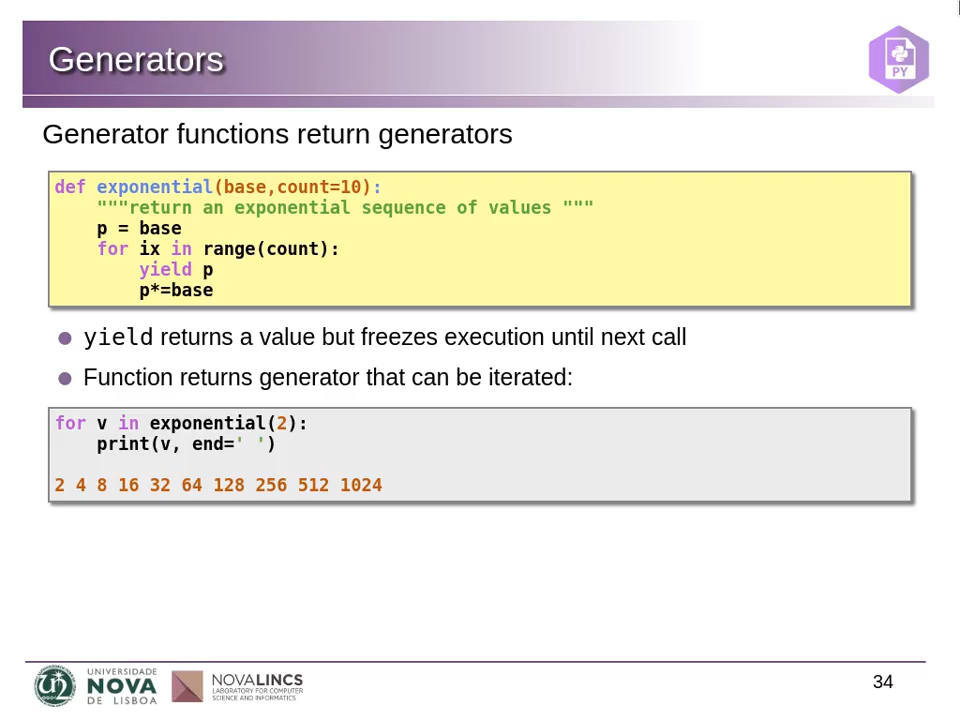 Generators
PY
Generator functions return generators
def exponential(base,count=10):
    """return an exponential sequence of values """
    p = base
    for ix in range(count):
        yield p
        p*=base
yield returns a value but freezes execution until next call
Function returns generator that can be iterated:
for v in exponential(2):
    print(v, end=' ')
2 4 8 16 32 64 128 256 512 1024
UNIVERSIDADE
NOVA
DE LISBOA
NOVALINCS
LABORATORY FOR COMPUTER
SCIENCE AND INFORMATICS
34